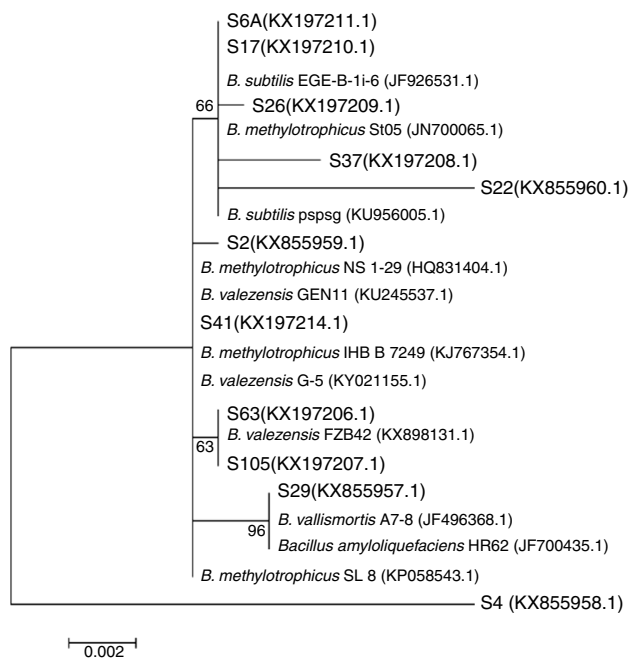 S6A(KX197211.1)
S17(KX197210.1)
B. subtilis EGE-B-1i-6 (JF926531.1)
66
S26(KX197209.1)
B. methylotrophicus St05 (JN700065.1)
S37(KX197208.1)
S22(KX855960.1)
B. subtilis pspsg (KU956005.1)
S2(KX855959.1)
B. methylotrophicus NS 1-29 (HQ831404.1)
B. valezensis GEN11 (KU245537.1)
S41(KX197214.1)
B. methylotrophicus IHB B 7249 (KJ767354.1)
B. valezensis G-5 (KY021155.1)
S63(KX197206.1)
B. valezensis FZB42 (KX898131.1)
63
S105(KX197207.1)
S29(KX855957.1)
B. vallismortis A7-8 (JF496368.1)
96
Bacillus amyloliquefaciens HR62 (JF700435.1)
B. methylotrophicus SL 8 (KP058543.1)
S4 (KX855958.1)
0.002